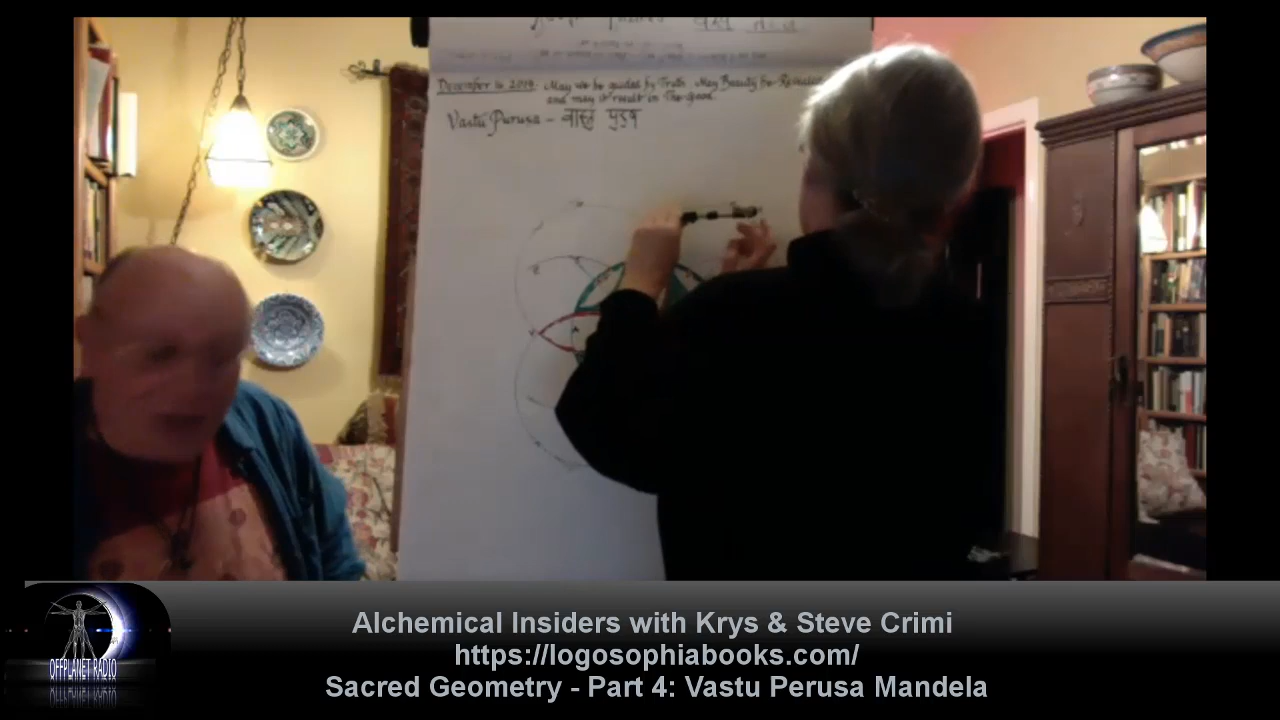 December 16 2014. May we be guided by Truth. May Beauty be Revealed
and may it result in The Good.
Vastu Purusa - वास्तु पुरुष
OFFPLANET RADIO
Alchemical Insiders with Krys & Steve Crimi
https://logosophiabooks.com/
Sacred Geometry - Part 4: Vastu Perusa Mandela